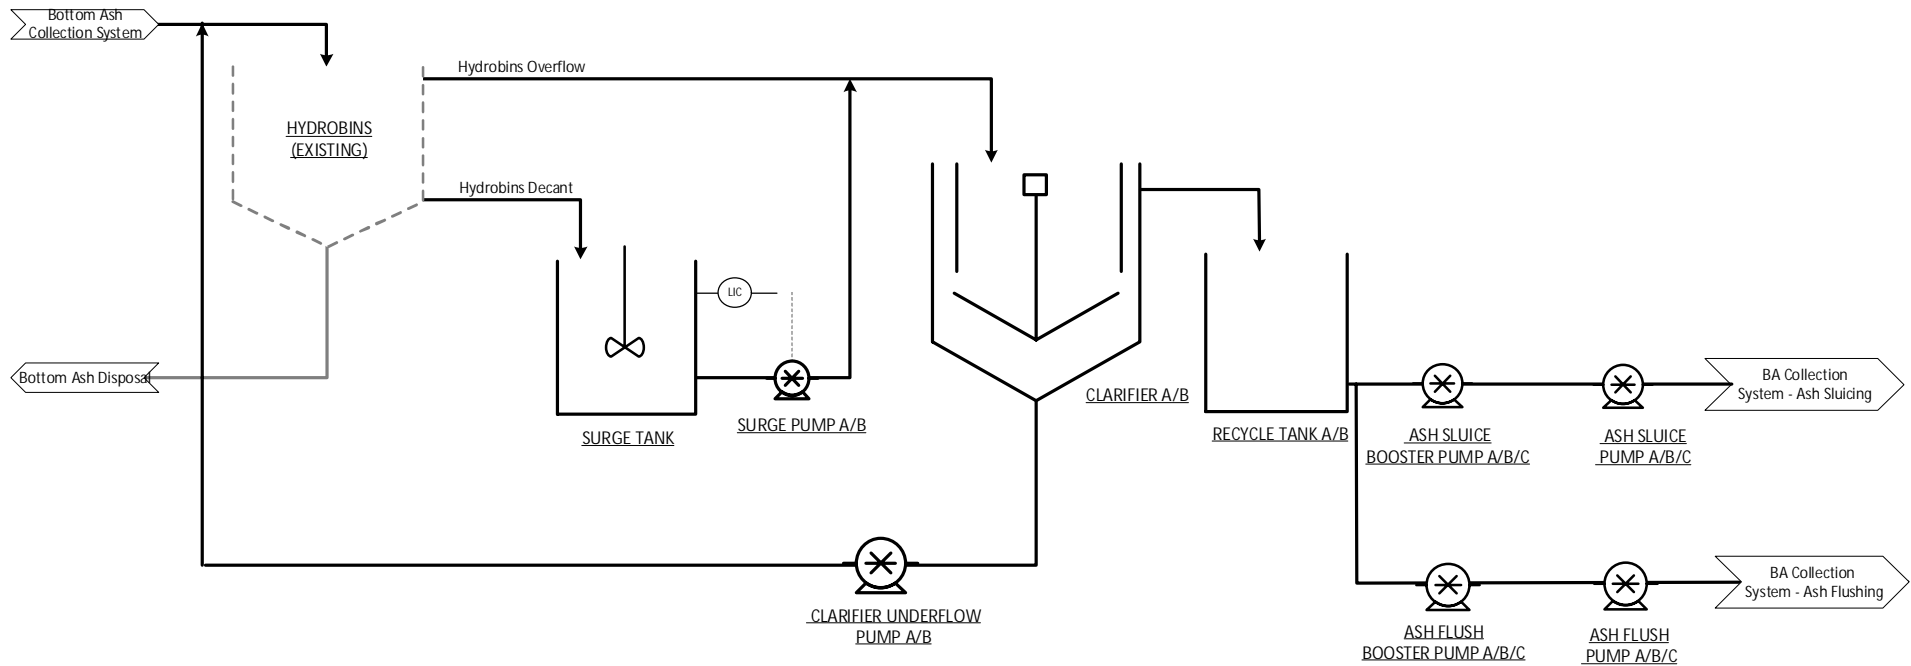 Bottom Ash
Collection System
Hydrobins Overflow
HYDROBINS
(EXISTING)
Hydrobins Decant
LIC
Bottom Ash Disposal
SURGE TANK
SURGE PUMP A/B
CLARIFIER A/B
RECYCLE TANK A/B
ASH SLUICE
BOOSTER PUMP A/B/C
ASH SLUICE
PUMP A/B/C
BA Collection
System - Ash Sluicing
CLARIFIER UNDERFLOW
PUMP A/B
ASH FLUSH
BOOSTER PUMP A/B/C
ASH FLUSH
PUMP A/B/C
BA Collection
System - Ash Flushing